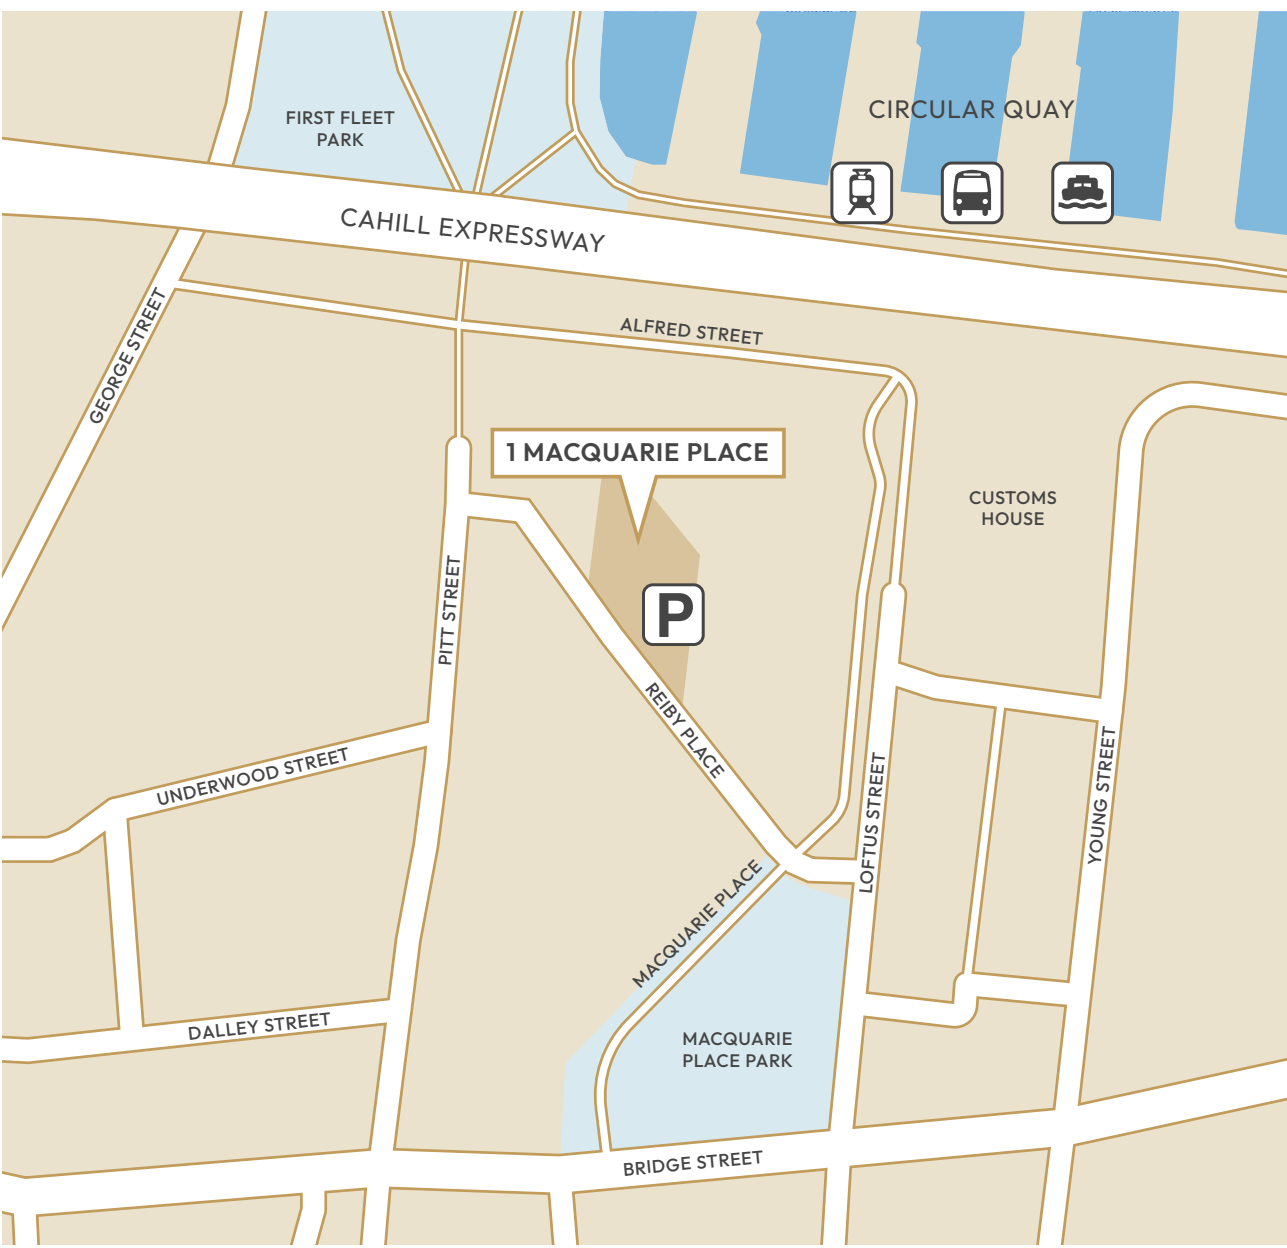 CIRCULAR QUAY
FIRST FLEET
PARK
CAHILL EXPRESSWAY
ALFRED STREET
GEORGE STREET
1 MACQUARIE PLACE
CUSTOMS
HOUSE
PITT STREET
P
REIBY PLACE
UNDERWOOD STREET
LOFTUS STREET
YOUNG STREET
MACQUARIE PLACE
DALLEY STREET
MACQUARIE
PLACE PARK
BRIDGE STREET